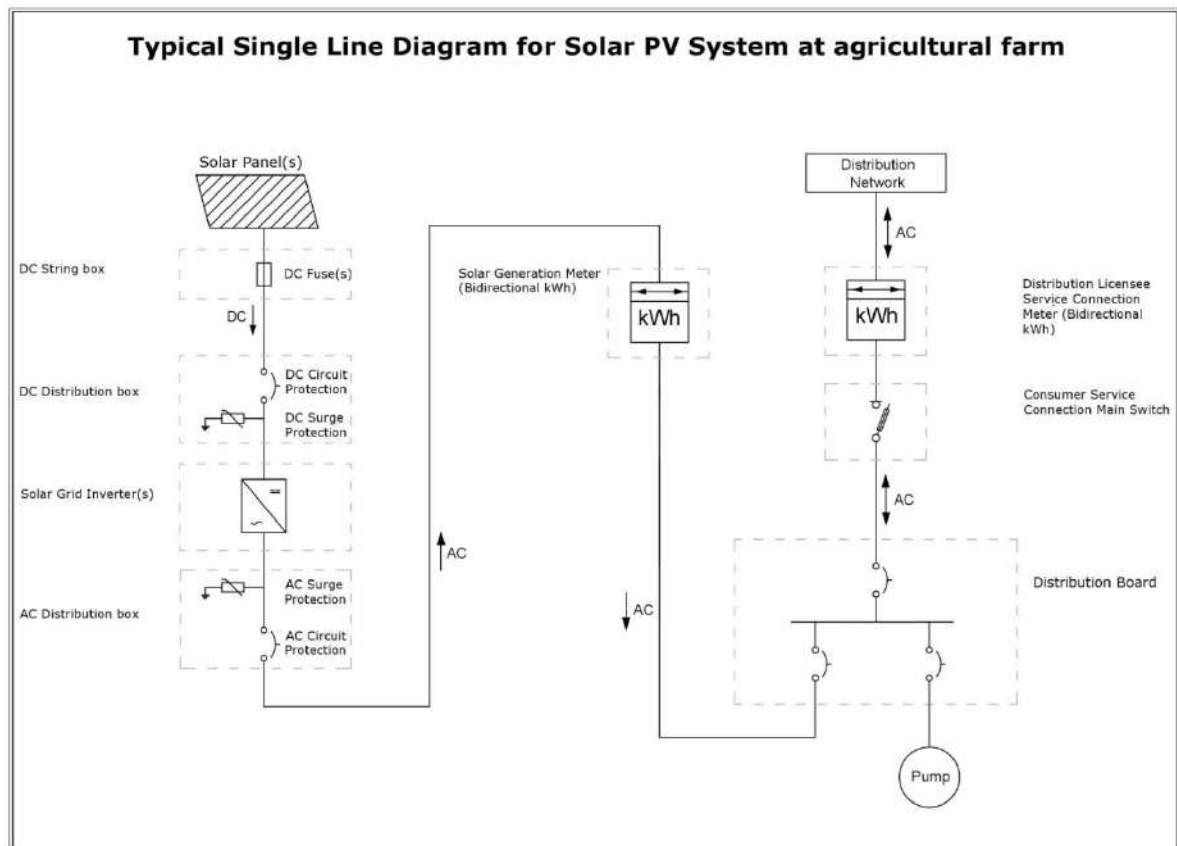 Typical Single Line Diagram for Solar PV System at agricultural farm
Solar Panel(s)
DC String box
DC Fuse(s)
DC
DC Distribution box
DC Circuit
Protection
DC Surge
Protection
Solar Grid Inverter(s)
AC Distribution box
AC Surge
Protection
AC Circuit
Protection
AC
Solar Generation Meter
(Bidirectional kWh)
kWh
AC
Distribution
Network
AC
kWh
Distribution Licensee
Service Connection
Meter (Bidirectional
kWh)
Consumer Service
Connection Main Switch
AC
Distribution Board
Pump